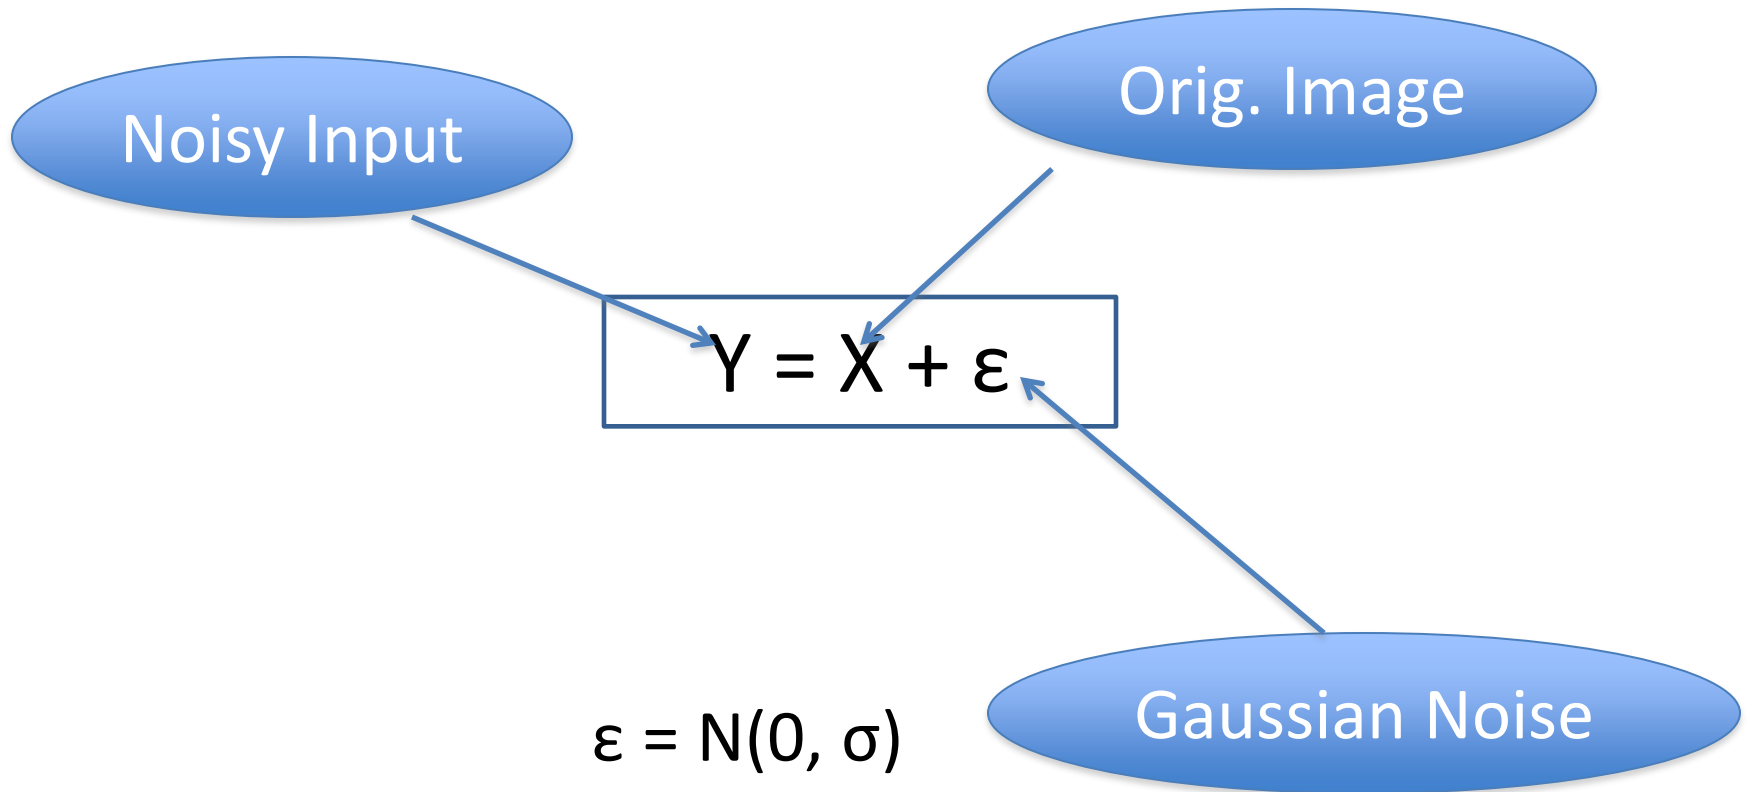 Orig. Image
Noisy Input
Y = X + ε
Gaussian Noise
ε = N(0, σ)